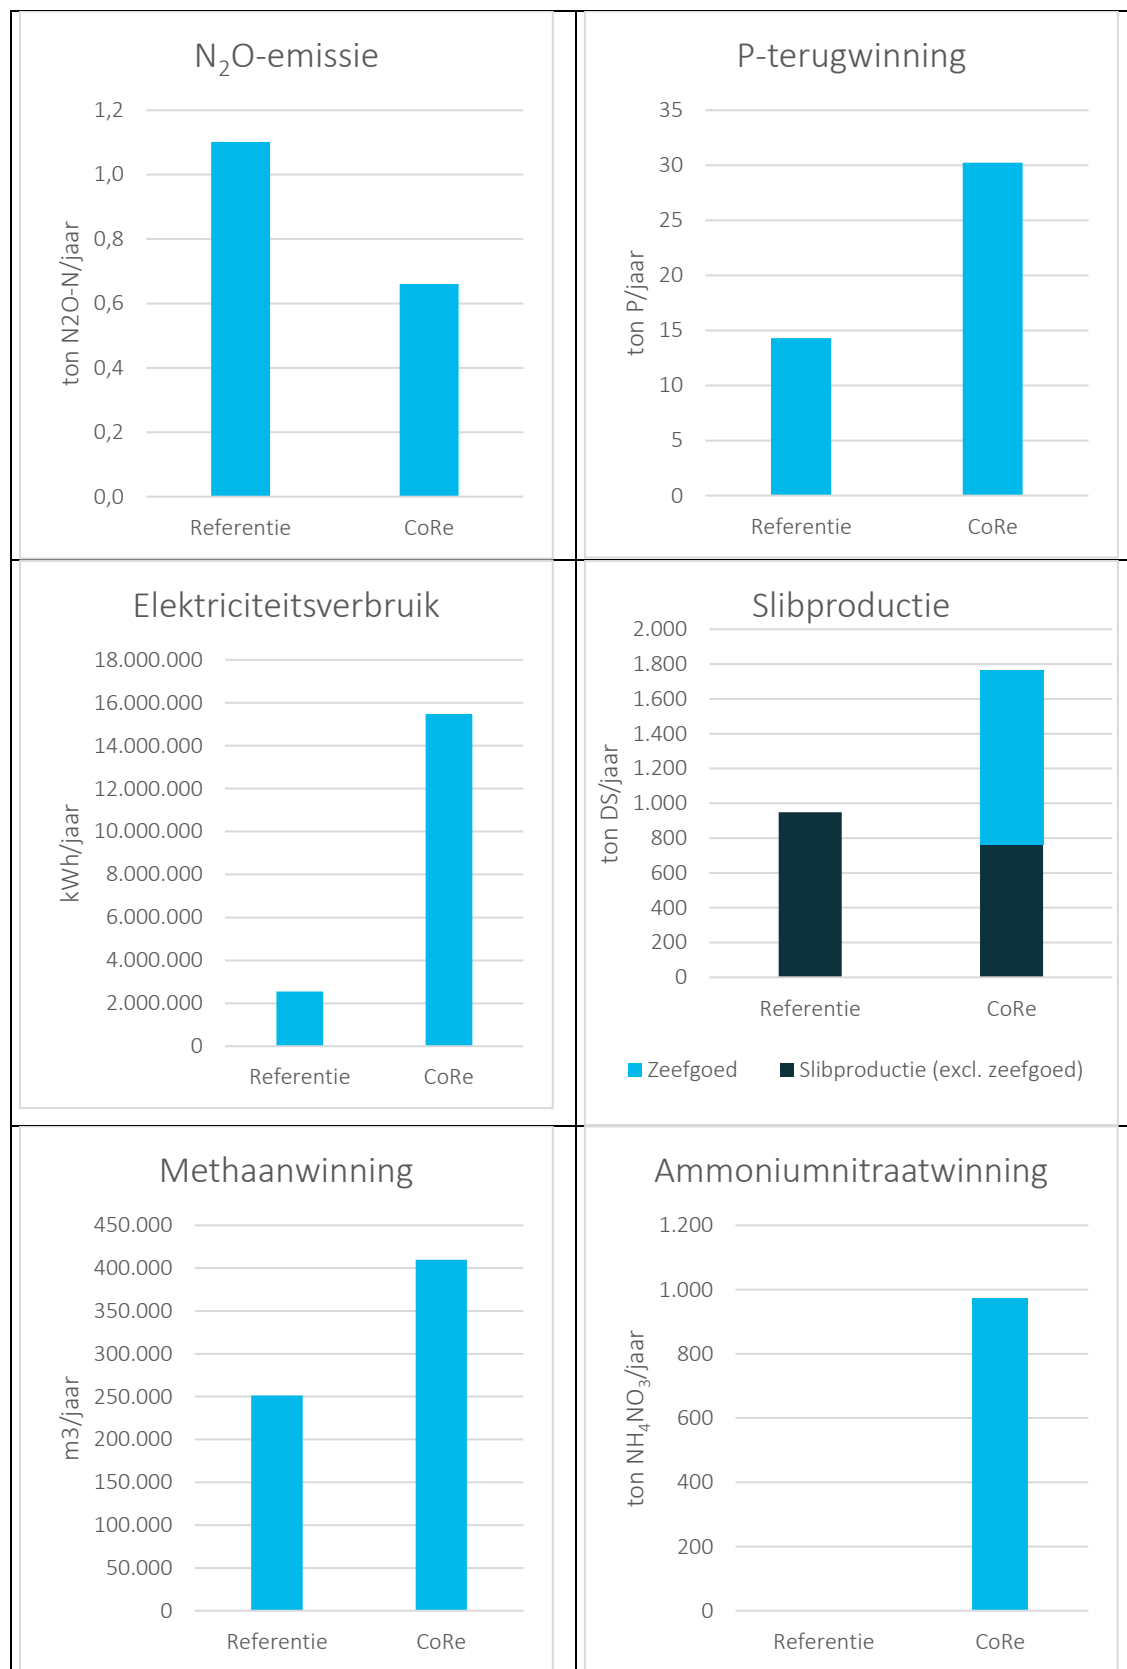 N₂O-emissie
ton N2O-N/jaar
1,2
1,0
0,8
0,6
0,4
0,2
0,0
Referentie
CoRe
P-terugwinning
ton P/jaar
35
30
25
20
15
10
5
0
Referentie
CoRe
Elektriciteitsverbruik
kWh/jaar
18.000.000
16.000.000
14.000.000
12.000.000
10.000.000
8.000.000
6.000.000
4.000.000
2.000.000
0
Referentie
CoRe
Slibproductie
ton DS/jaar
2.000
1.800
1.600
1.400
1.200
1.000
800
600
400
200
0
Referentie
CoRe
Zeefgoed
Slibproductie (excl. zeefgoed)
Methaanwinning
m3/jaar
450.000
400.000
350.000
300.000
250.000
200.000
150.000
100.000
50.000
0
Referentie
CoRe
Ammoniumnitraatwinning
ton NH₄NO₃/jaar
1.200
1.000
800
600
400
200
0
Referentie
CoRe